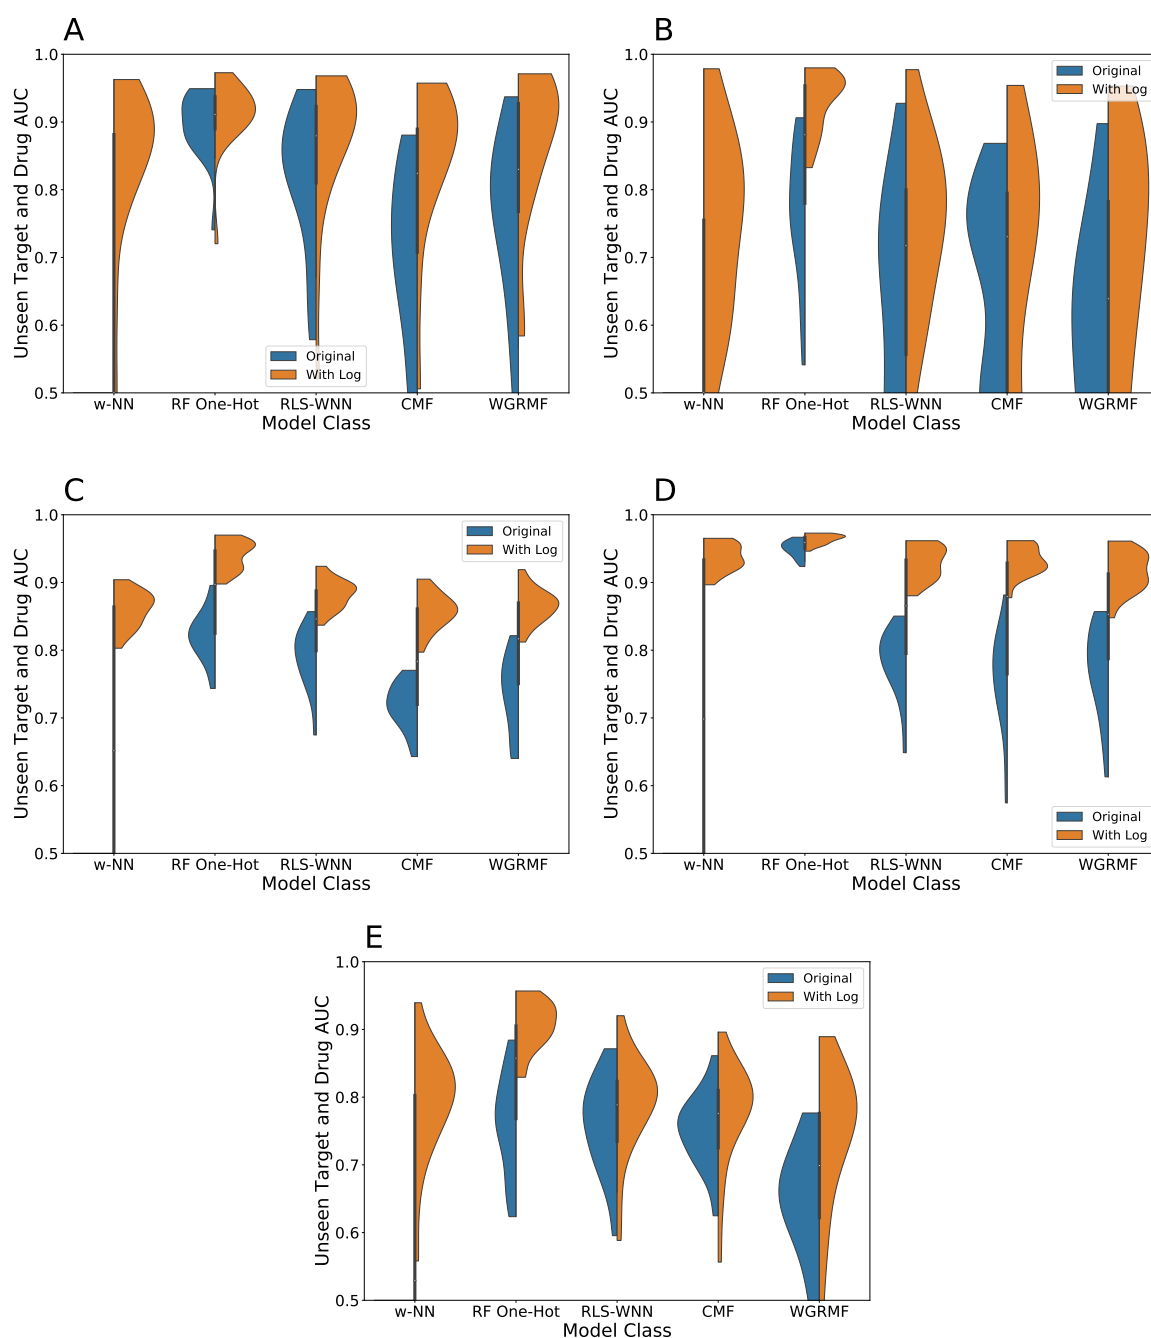 A
Unseen Target and Drug AUC
1.0
0.9
0.8
0.7
0.6
0.5
Original
With Log
w-NN RF One-Hot RLS-WNN CMF WGRMF
Model Class
B
Unseen Target and Drug AUC
1.0
0.9
0.8
0.7
0.6
0.5
Original
With Log
w-NN RF One-Hot RLS-WNN CMF WGRMF
Model Class
C
Unseen Target and Drug AUC
1.0
0.9
0.8
0.7
0.6
0.5
Original
With Log
w-NN RF One-Hot RLS-WNN CMF WGRMF
Model Class
D
Unseen Target and Drug AUC
1.0
0.9
0.8
0.7
0.6
0.5
Original
With Log
w-NN RF One-Hot RLS-WNN CMF WGRMF
Model Class
E
Unseen Target and Drug AUC
1.0
0.9
0.8
0.7
0.6
0.5
Original
With Log
w-NN RF One-Hot RLS-WNN CMF WGRMF
Model Class